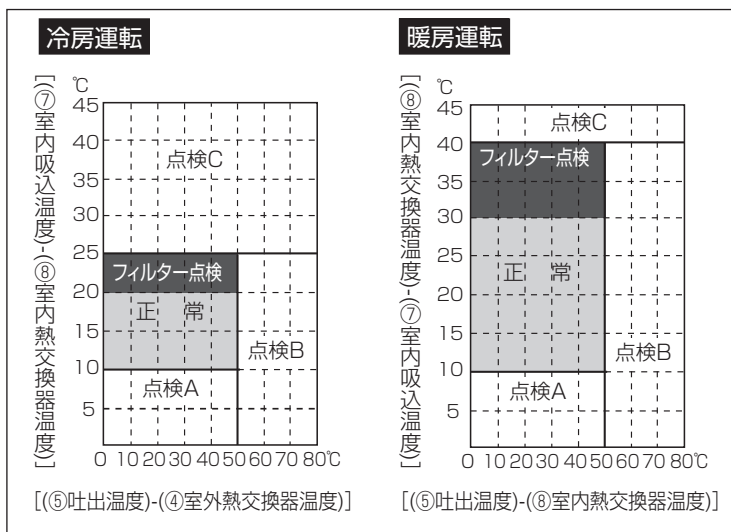 冷房運転
[(⑦室内吸込温度)-(⑧室内熱交換器温度)]
℃
45
40
35
30
25
20
15
10
5
点検C
フィルター点検
正 常
点検B
点検A
0 10 20 30 40 50 60 70 80℃
[(⑤吐出温度)-(④室外熱交換器温度)]
暖房運転
[(⑧室内熱交換器温度)-(⑦室内吸込温度)]
℃
45
40
35
30
25
20
15
10
5
点検C
フィルター点検
正 常
点検B
点検A
0 10 20 30 40 50 60 70 80℃
[(⑤吐出温度)-(⑧室内熱交換器温度)]